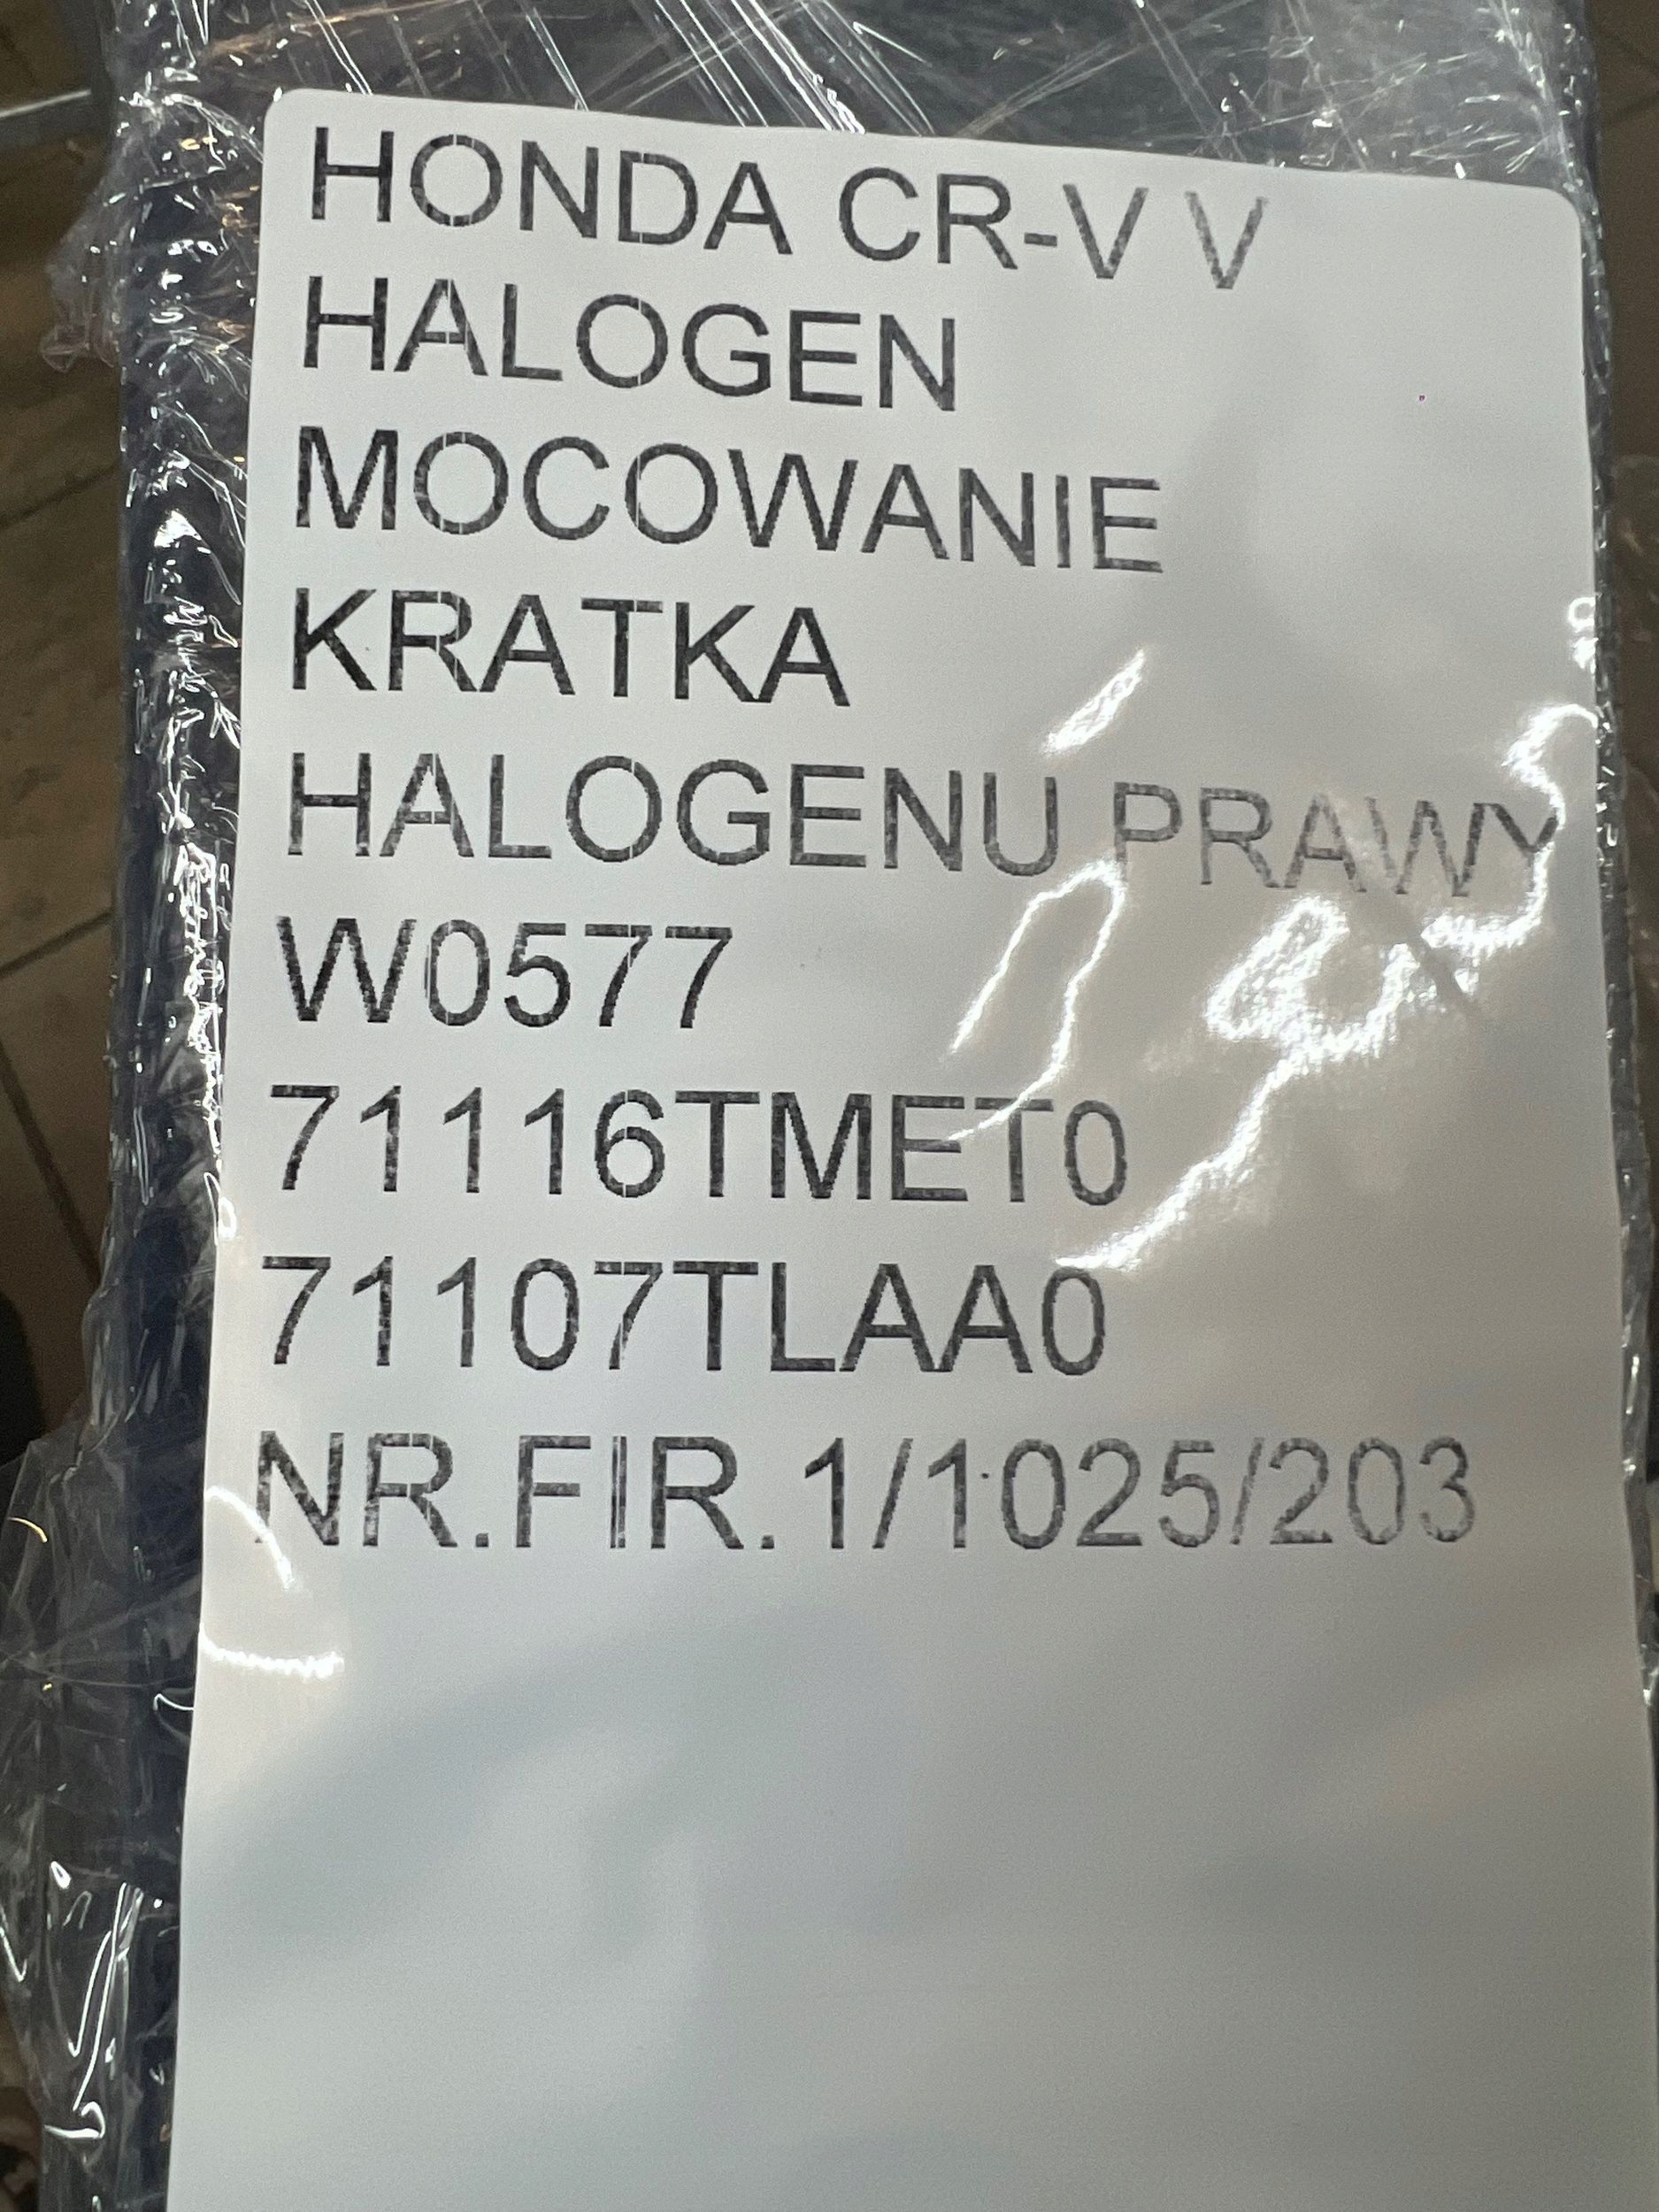 HONDA CR-V V
HALOGEN
MOCOWANIE
KRATKA
HALOGENU PRAWY
W0577
71116TMET0
71107TLAA0
NR.FIR.1/1025/203